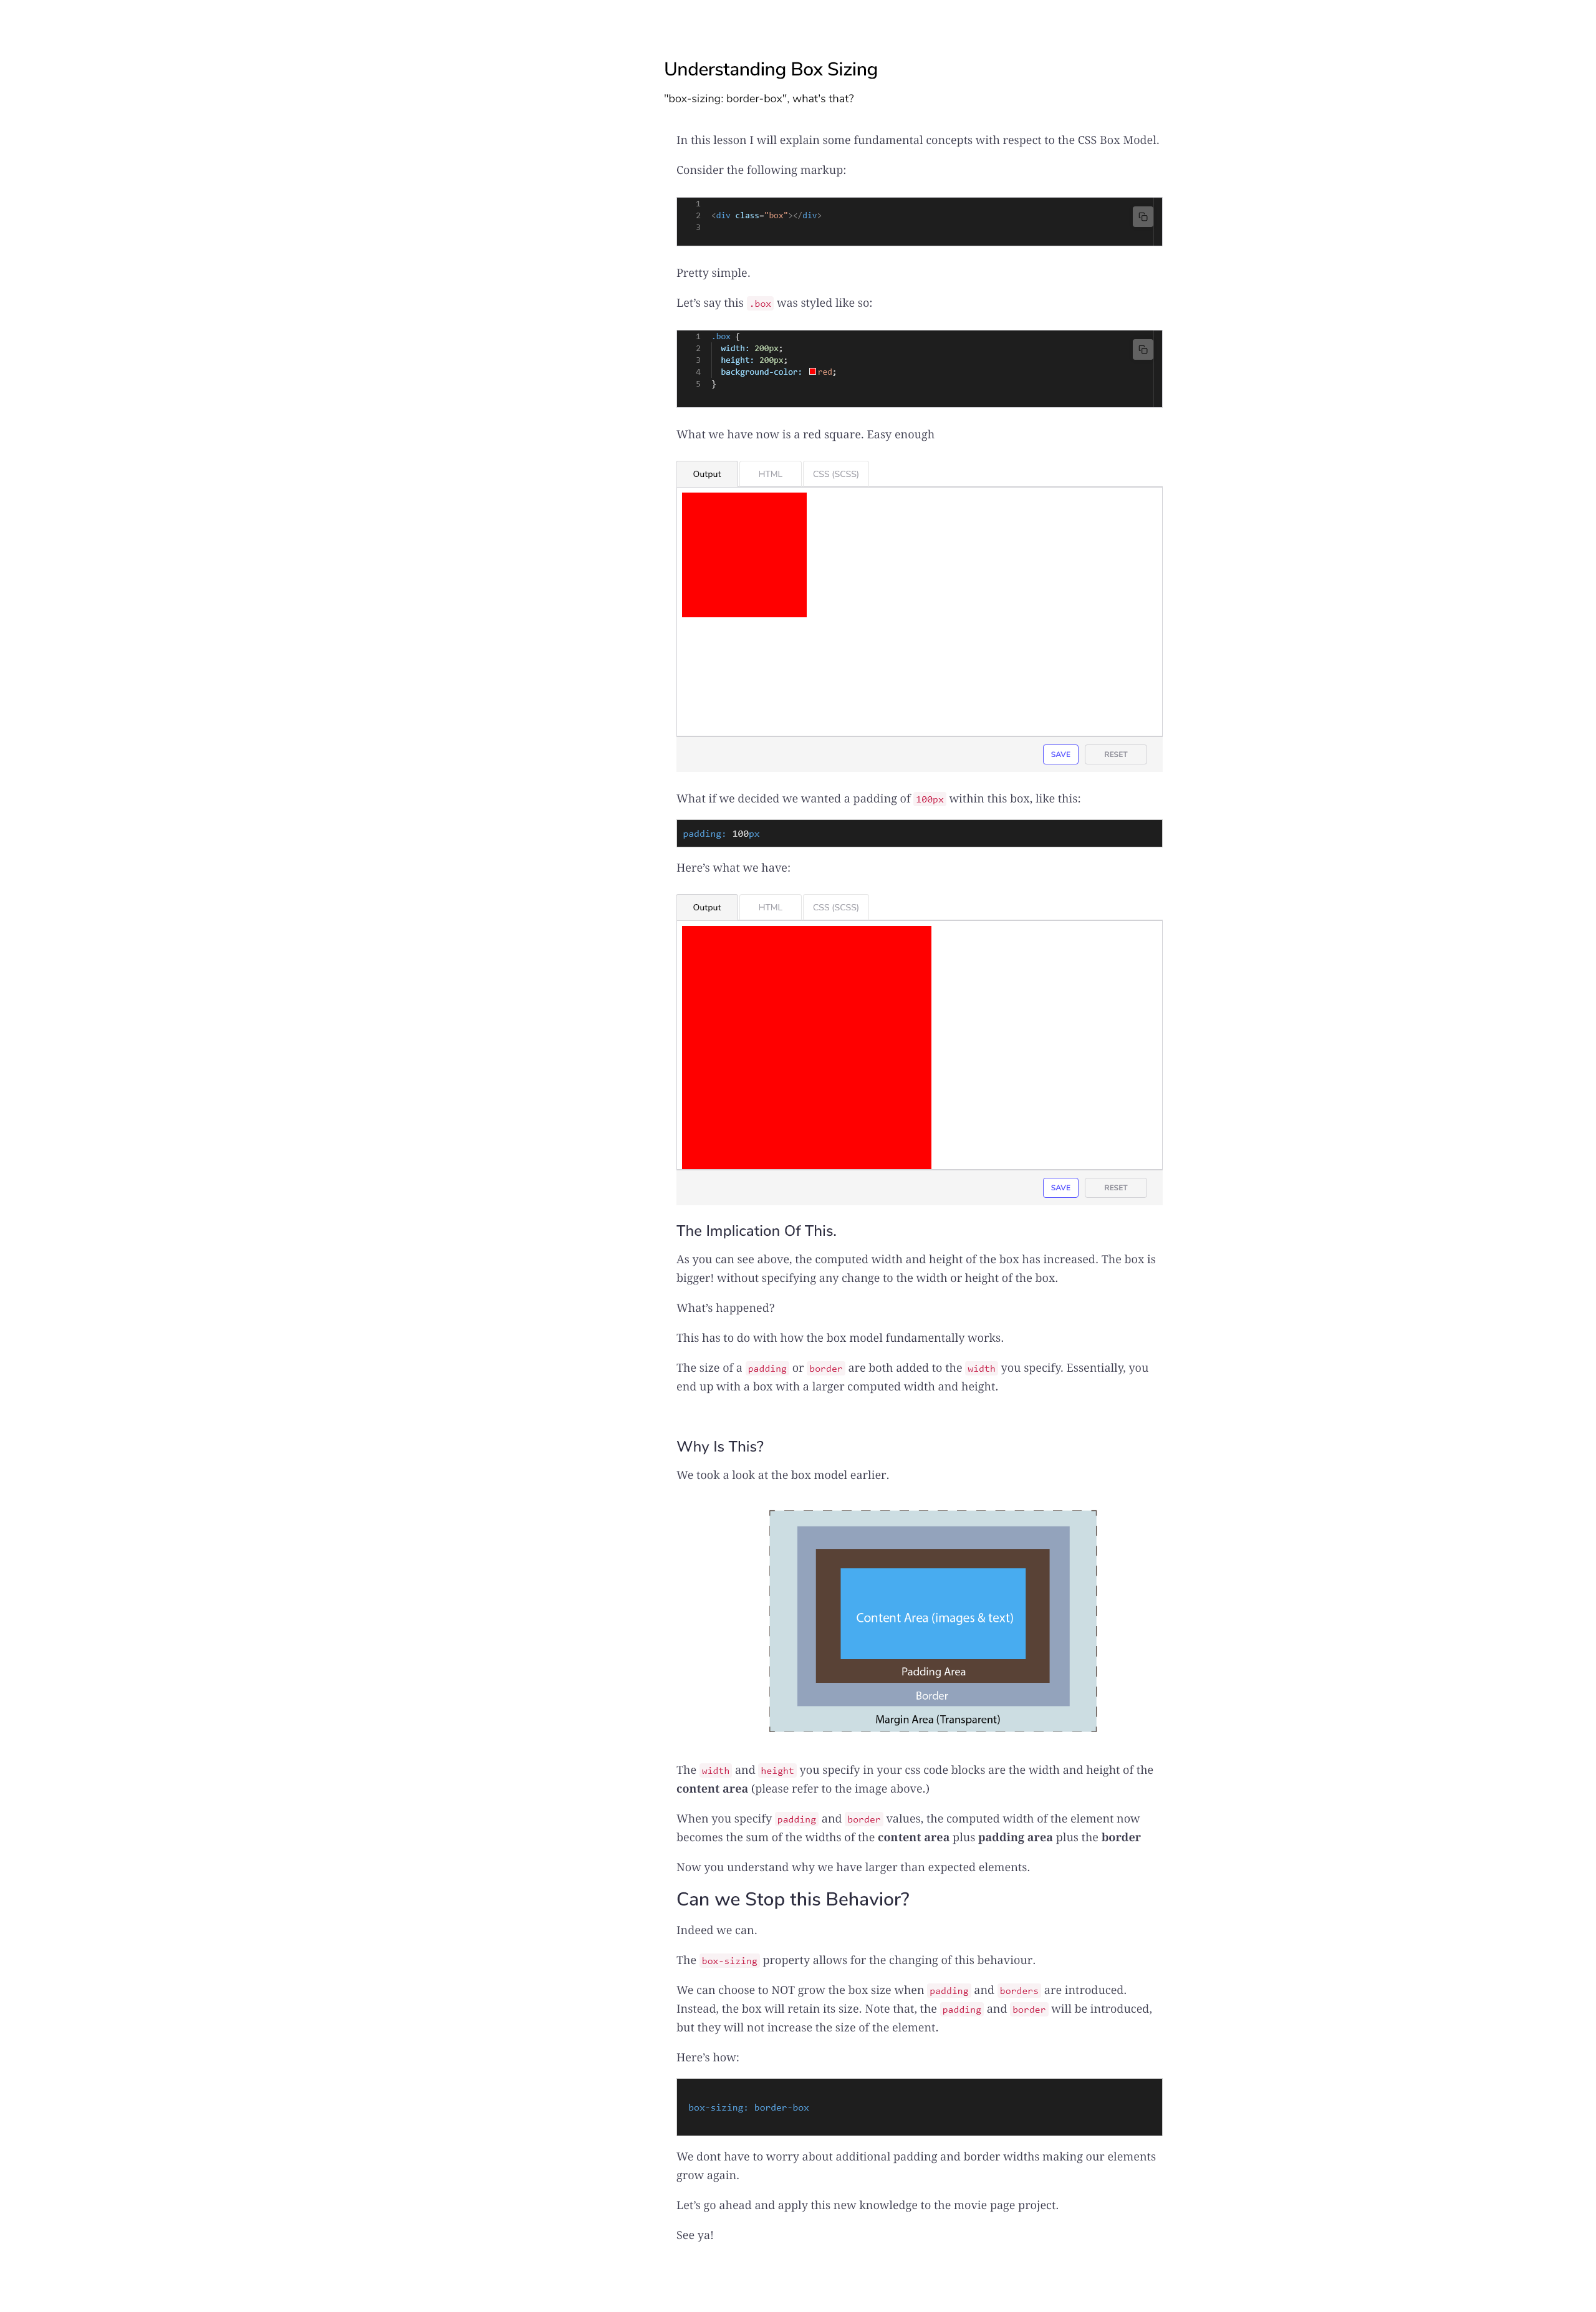 Understanding Box Sizing
"box-sizing: border-box", what's that?
In this lesson I will explain some fundamental concepts with respect to the CSS Box Model.
Consider the following markup:
1
2 <div class="box"></div>
3
Pretty simple.
Let’s say this .box was styled like so:
1 .box {
2 width: 200px;
3 height: 200px;
4 background-color: red;
5 }
What we have now is a red square. Easy enough
Output HTML CSS (SCSS)
SAVE RESET
What if we decided we wanted a padding of 100px within this box, like this:
padding: 100px
Here’s what we have:
Output HTML CSS (SCSS)
SAVE RESET
The Implication Of This.
As you can see above, the computed width and height of the box has increased. The box is
bigger! without specifying any change to the width or height of the box.
What’s happened?
This has to do with how the box model fundamentally works.
The size of a padding or border are both added to the width you specify. Essentially, you
end up with a box with a larger computed width and height.
Why Is This?
We took a look at the box model earlier.
Content Area (images & text)
Padding Area
Border
Margin Area (Transparent)
The width and height you specify in your css code blocks are the width and height of the
content area (please refer to the image above.)
When you specify padding and border values, the computed width of the element now
becomes the sum of the widths of the content area plus padding area plus the border
Now you understand why we have larger than expected elements.
Can we Stop this Behavior?
Indeed we can.
The box-sizing property allows for the changing of this behaviour.
We can choose to NOT grow the box size when padding and borders are introduced.
Instead, the box will retain its size. Note that, the padding and border will be introduced,
but they will not increase the size of the element.
Here’s how:
box-sizing: border-box
We dont have to worry about additional padding and border widths making our elements
grow again.
Let’s go ahead and apply this new knowledge to the movie page project.
See ya!